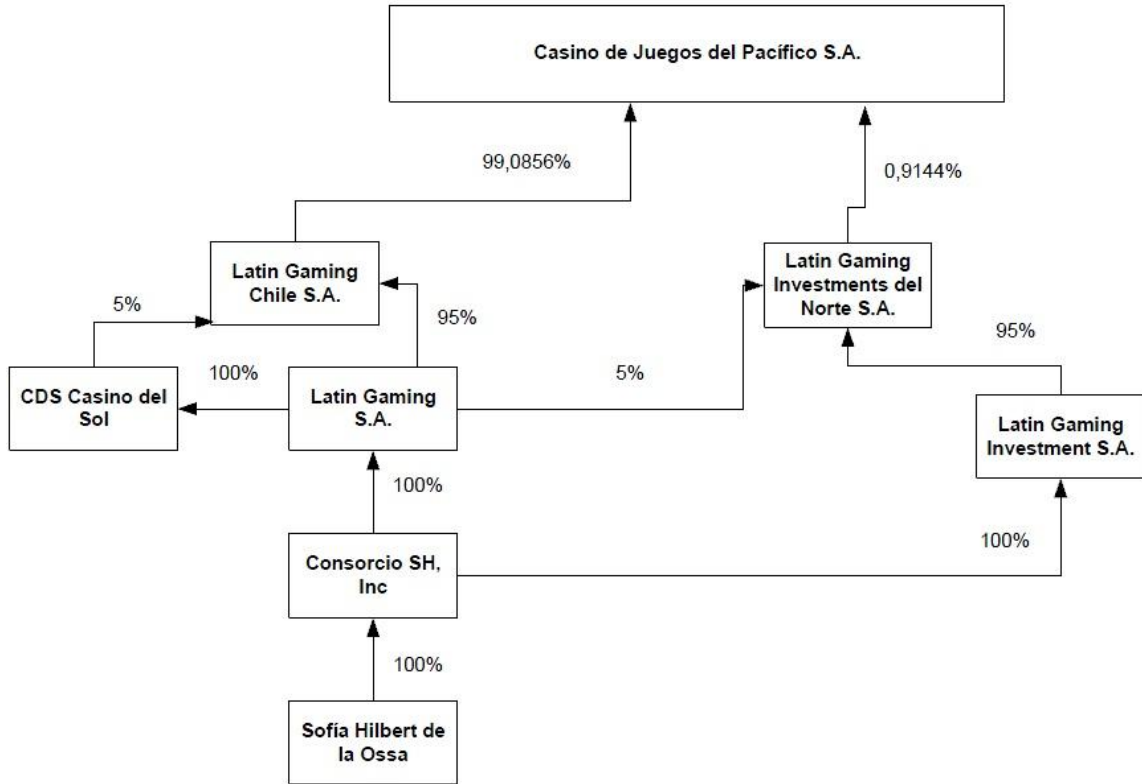 Casino de Juegos del Pacífico S.A.
99,0856%
0,9144%
Latin Gaming
Chile S.A.
Latin Gaming
Investments del
Norte S.A.
5%
95%
95%
100%
5%
CDS Casino del
Sol
Latin Gaming
S.A.
Latin Gaming
Investment S.A.
100%
100%
Consorcio SH,
Inc
100%
Sofía Hilbert de
la Ossa